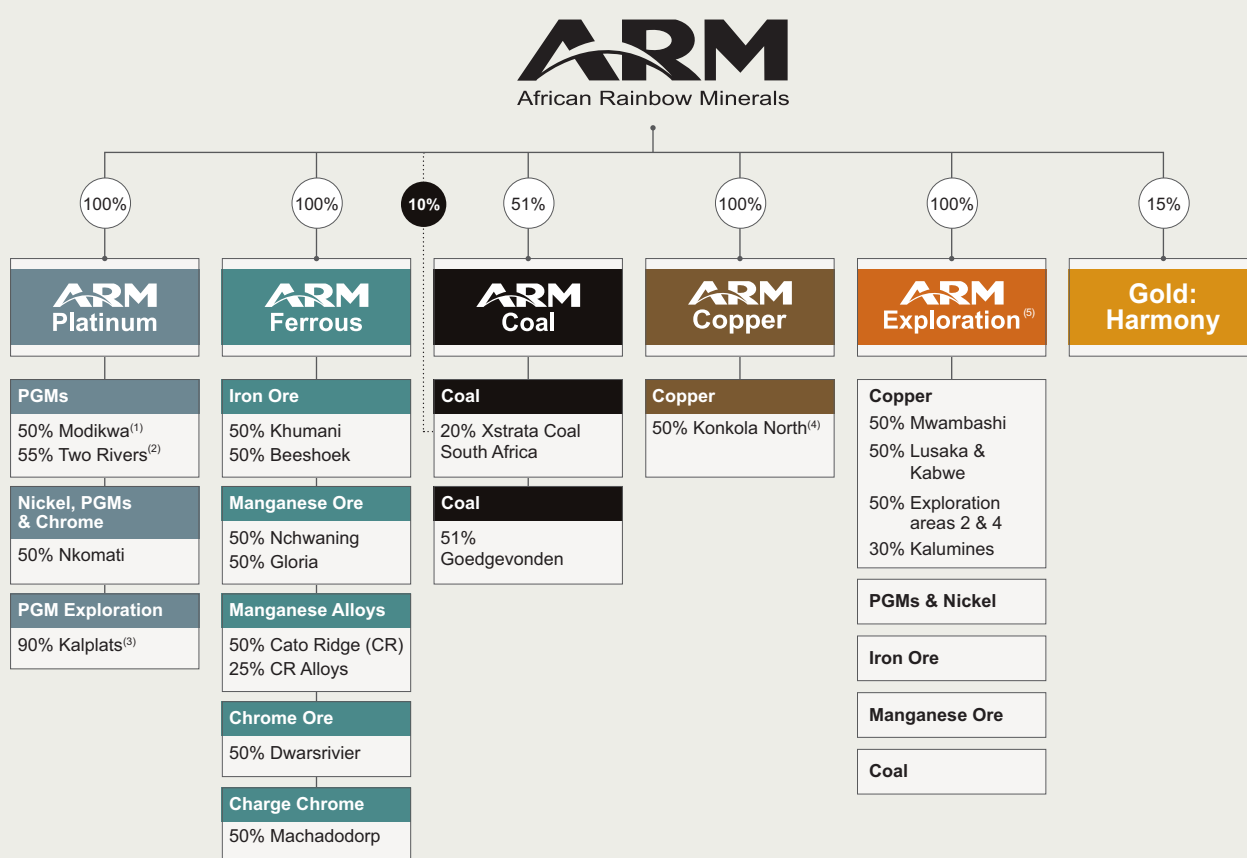 ARM
African Rainbow Minerals
100%
100%
10%
51%
100%
100%
15%
ARM
Platinum
PGMs
50% Modikwa(1)
55% Two Rivers(2)
Nickel, PGMs
& Chrome
50% Nkomati
PGM Exploration
90% Kalplats(3)
ARM
Ferrous
Iron Ore
50% Khumani
50% Beeshoek
Manganese Ore
50% Nchwaning
50% Gloria
Manganese Alloys
50% Cato Ridge (CR)
25% CR Alloys
Chrome Ore
50% Dwarsrivier
Charge Chrome
50% Machadodorp
ARM
Coal
Coal
20% Xstrata Coal
South Africa
Coal
51%
Goedgevonden
ARM
Copper
Copper
50% Konkola North(4)
ARM
Exploration(5)
Copper
50% Mwambashi
50% Lusaka &
Kabwe
50% Exploration
areas 2 & 4
30% Kalumines
PGMs & Nickel
Iron Ore
Manganese Ore
Coal
Gold:
Harmony